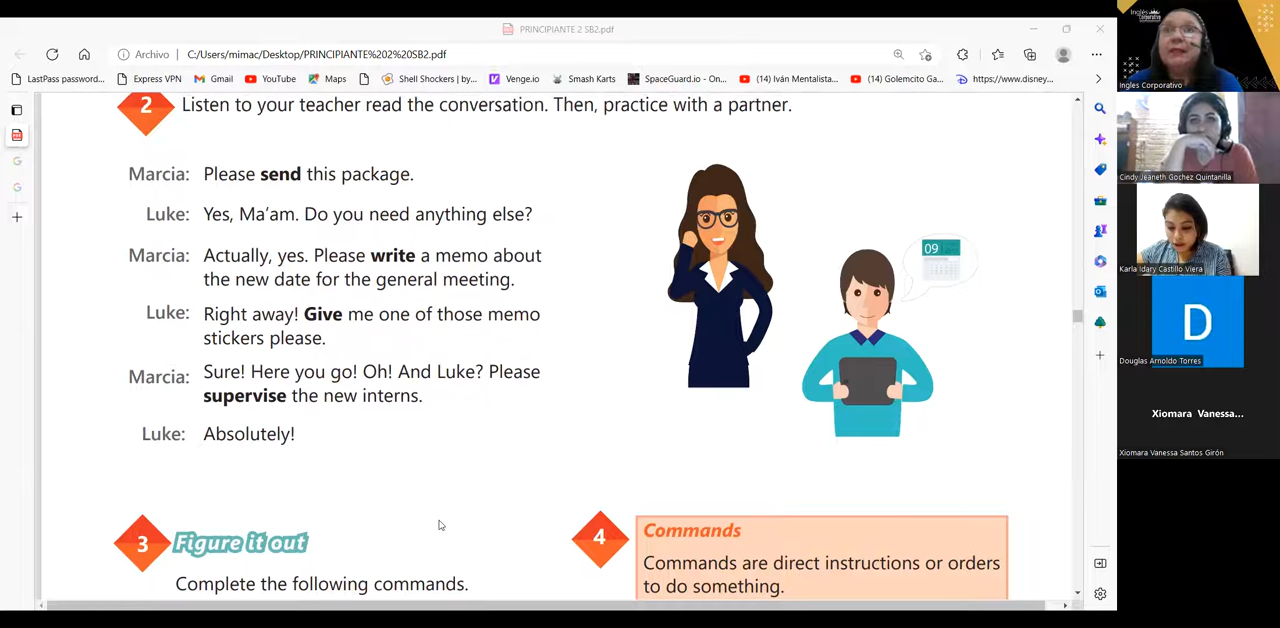 PRINCIPIANTE 2 SB2.pdf
Archivo
C:/Users/mimac/Desktop/PRINCIPIANTE%202%20SB2.pdf
LastPass password...
Express VPN
Gmail
YouTube
Maps
Shell Shockers | by...
Venge.io
Smash Karts
SpaceGuard.io - On...
(14) Iván Mentalista...
(14) Golemcito Ga...
https://www.disney...
2 Listen to your teacher read the conversation. Then, practice with a partner.
Marcia: Please send this package.
Luke: Yes, Ma'am. Do you need anything else?
Marcia: Actually, yes. Please write a memo about
the new date for the general meeting.
Luke: Right away! Give me one of those memo
stickers please.
Marcia: Sure! Here you go! Oh! And Luke? Please
supervise the new interns.
Luke: Absolutely!
09
3 Figure it out
Complete the following commands.
4 Commands
Commands are direct instructions or orders
to do something.
Inglés
Corporativo
Ingles Corporativo
Cindy Jeaneth Gochez Quintanilla
Karla Idary Castillo Viera
D
Douglas Arnoldo Torres
Xiomara Vanessa...
Xiomara Vanessa Santos Girón